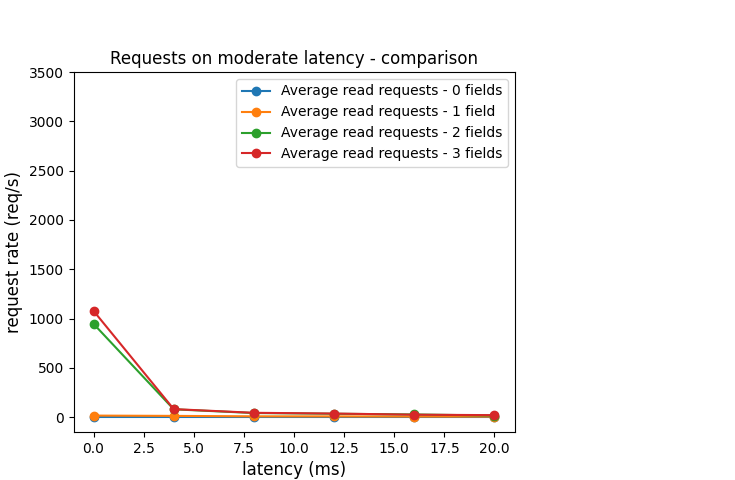 Requests on moderate latency - comparison
3500
3000
2500
2000
1500
1000
500
0
request rate (req/s)
Average read requests - 0 fields
Average read requests - 1 field
Average read requests - 2 fields
Average read requests - 3 fields
0.0 2.5 5.0 7.5 10.0 12.5 15.0 17.5 20.0
latency (ms)